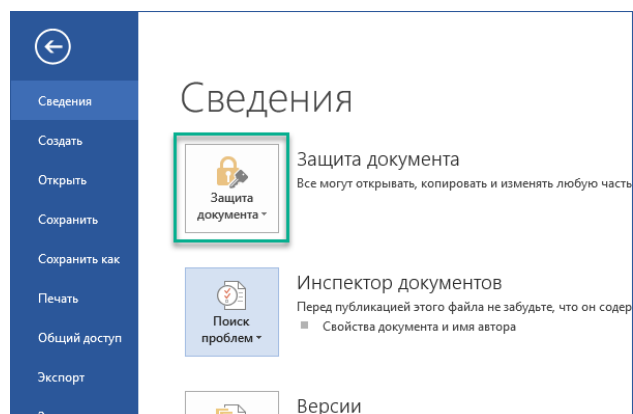 Сведения
Создать
Открыть
Сохранить
Сохранить как
Печать
Общий доступ
Экспорт
Сведения
Защита
документа
Защита документа
Все могут открывать, копировать и изменять любую часть
Поиск
проблем
Инспектор документов
Перед публикацией этого файла не забудьте, что он содер
Свойства документа и имя автора
Версии